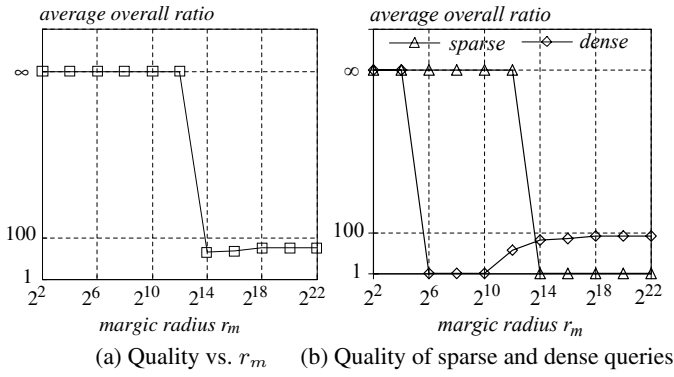 average overall ratio
∞
100
1
2^2 2^6 2^10 2^14 2^18 2^22
margic radius r_m
(a) Quality vs. r_m
average overall ratio
sparse dense
∞
100
1
2^2 2^6 2^10 2^14 2^18 2^22
margic radius r_m
(b) Quality of sparse and dense queries